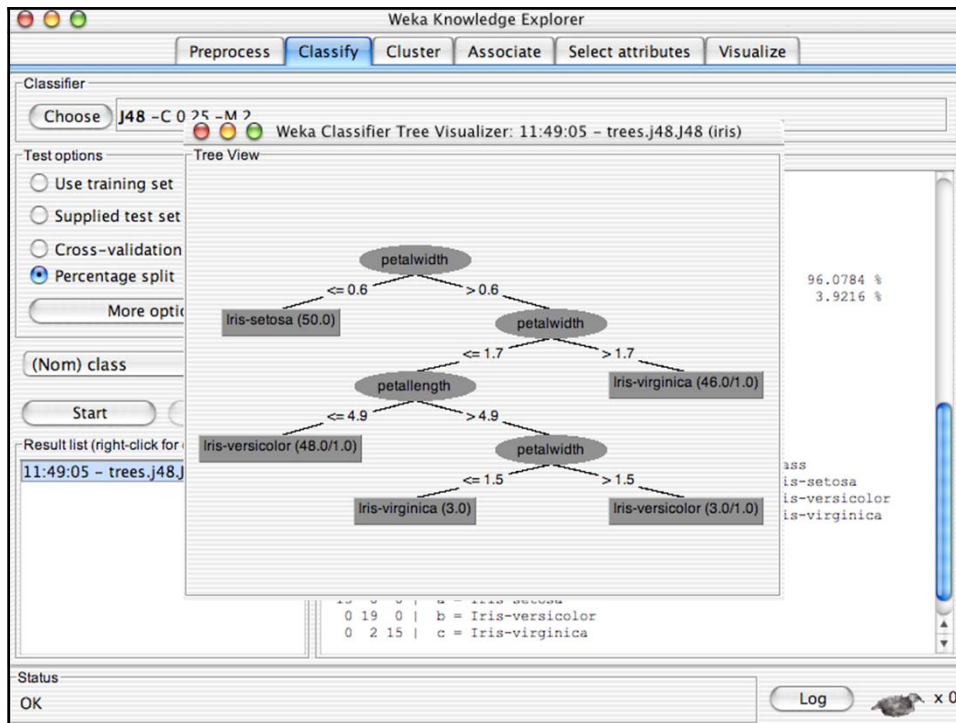 Weka Knowledge Explorer
Preprocess Classify Cluster Associate Select attributes Visualize
Classifier
Choose J48 -C 0.25 -M 2
Weka Classifier Tree Visualizer: 11:49:05 - trees.j48.J48 (iris)
Test options
Tree View
Use training set
Supplied test set
Cross-validation
Percentage split
More optio
(Nom) class
Start
Result list (right-click for
11:49:05 - trees.j48.J
petalwidth
<= 0.6 > 0.6
Iris-setosa (50.0) petalwidth
<= 1.7 > 1.7
petallength Iris-virginica (46.0/1.0)
<= 4.9 > 4.9
Iris-versicolor (48.0/1.0) petalwidth
<= 1.5 > 1.5
Iris-virginica (3.0) Iris-versicolor (3.0/1.0)
96.0784 %
3.9216 %
ass
is-setosa
is-versicolor
is-virginica
0 19 0 | b = Iris-versicolor
0 2 15 | c = Iris-virginica
Status
OK
Log x 0